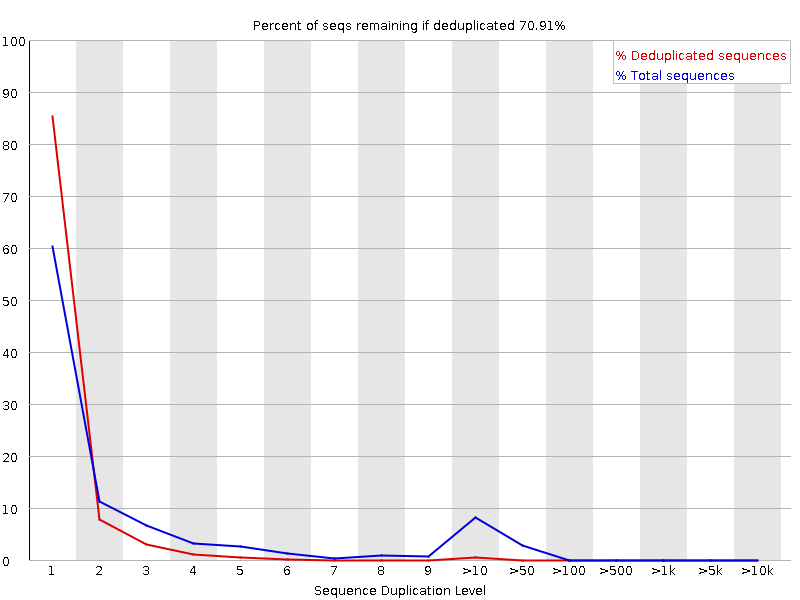 Percent of seqs remaining if deduplicated 70.91%
% Deduplicated sequences
% Total sequences
100
90
80
70
60
50
40
30
20
10
0
1 2 3 4 5 6 7 8 9 >10 >50 >100 >500 >1k >5k >10k
Sequence Duplication Level